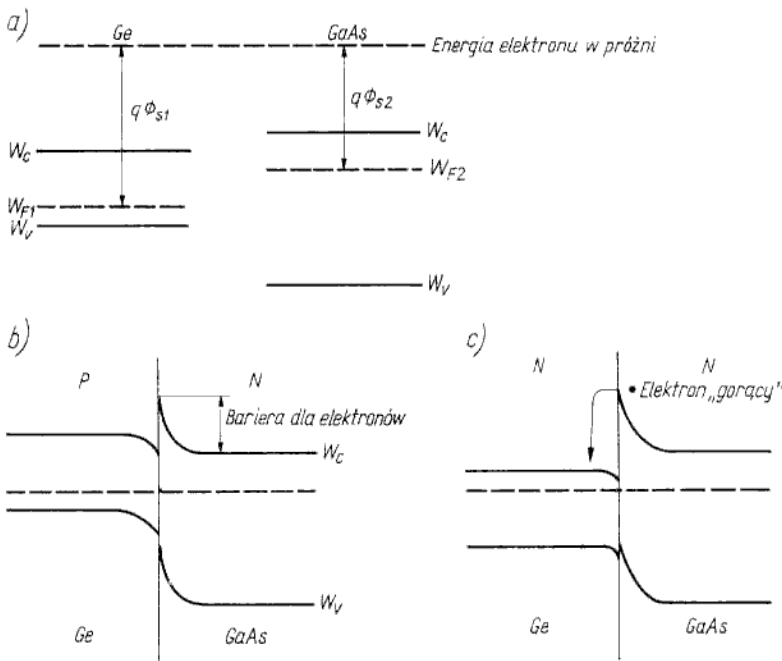 a)
Ge
GaAs
Energia elektronu w próżni
qΦs1
qΦs2
Wc
Wc
WF2
WF1
Wv
Wv
b)
P
N
Bariera dla elektronów
Wc
Wv
Ge
GaAs
c)
N
N
Elektron „gorący”
Ge
GaAs